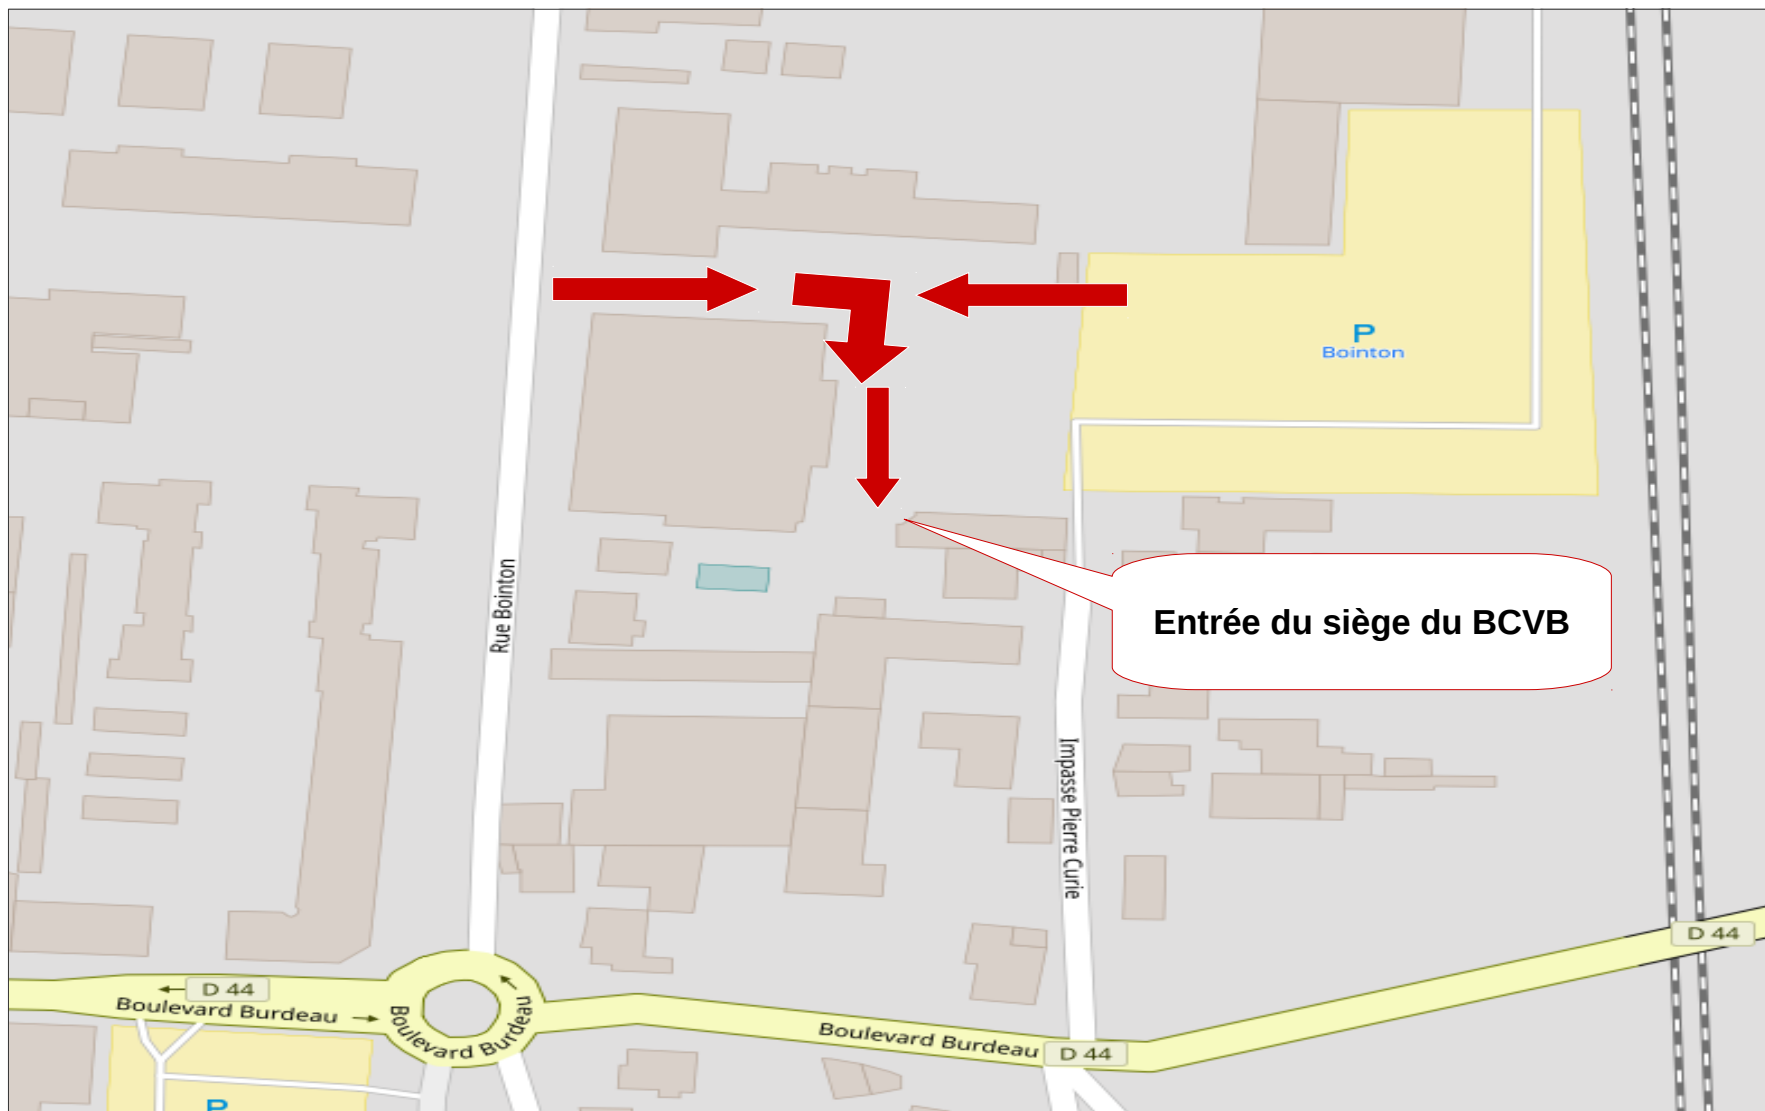 P
Bointon
Rue Bointon
Entrée du siège du BCVB
Impasse Pierre Curie
D 44
D 44
Boulevard Burdeau
Boulevard Burdeau
Boulevard Burdeau
D 44
P